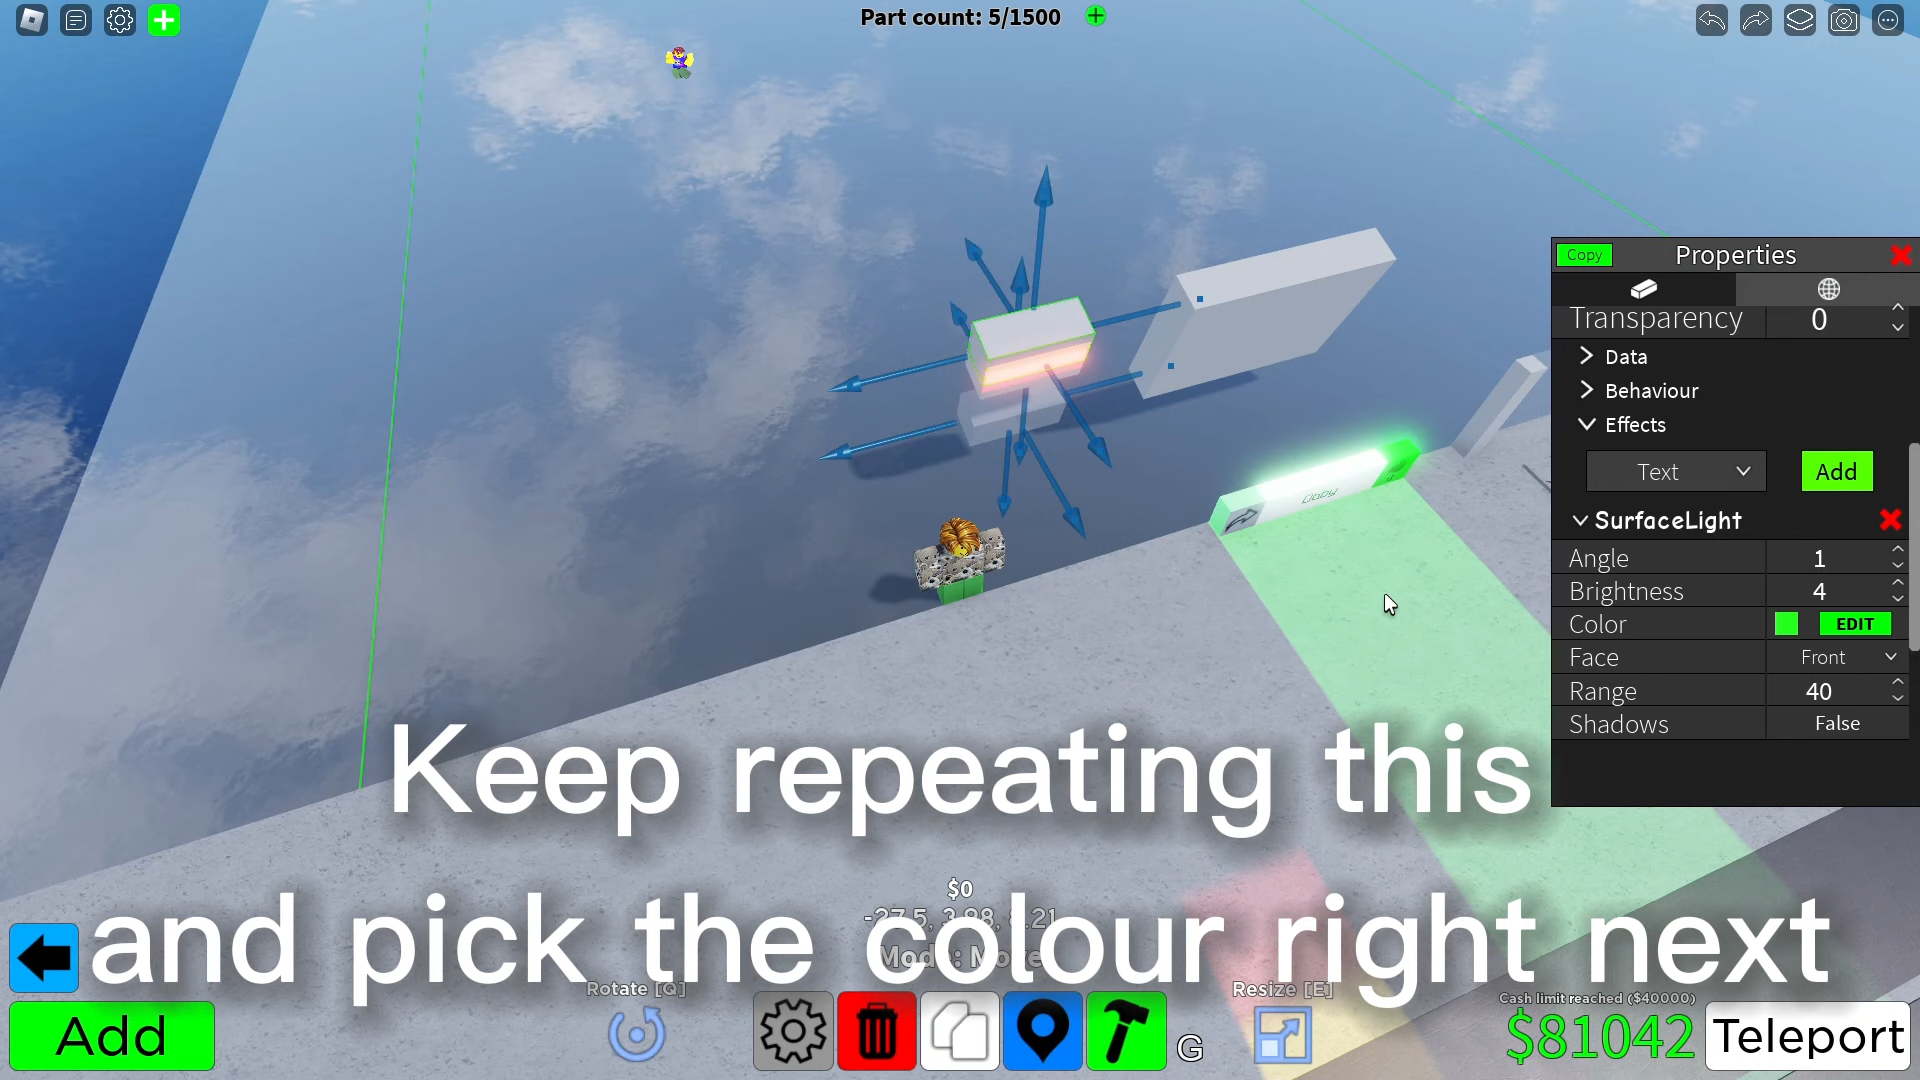 Part count: 5/1500
Copy
Properties
Transparency 0
Data
Behaviour
Effects
Text
Add
SurfaceLight
Angle 1
Brightness 4
Color EDIT
Face Front
Range 40
Shadows False
Keep repeating this
and pick the colour right next
$0
Mode: Move
Rotate [Q]
Resize [E]
G
Add
Cash limit reached ($40000)
$81042
Teleport